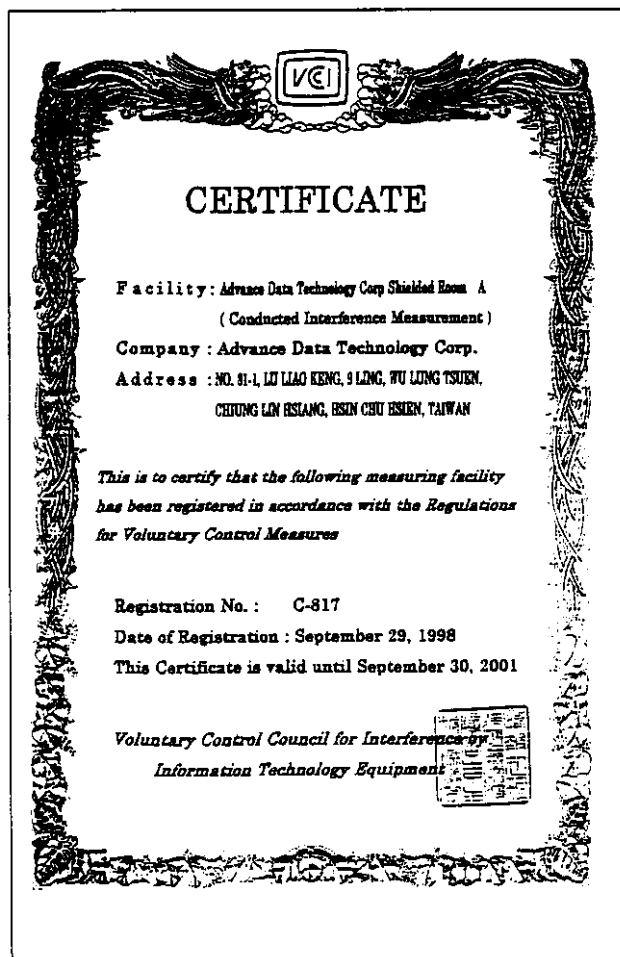 VCCI
CERTIFICATE
Facility : Advance Data Technology Corp Shielded Room A
( Conducted Interference Measurement )
Company : Advance Data Technology Corp.
Address : NO. 81-1, LU LIAO KENG, 9 LING, WU LUNG TSUEN,
CHIUNG LIN HSIANG, HSIN CHU HSIEN, TAIWAN
This is to certify that the following measuring facility
has been registered in accordance with the Regulations
for Voluntary Control Measures
Registration No. : C-817
Date of Registration : September 29, 1998
This Certificate is valid until September 30, 2001
Voluntary Control Council for Interference by
Information Technology Equipment